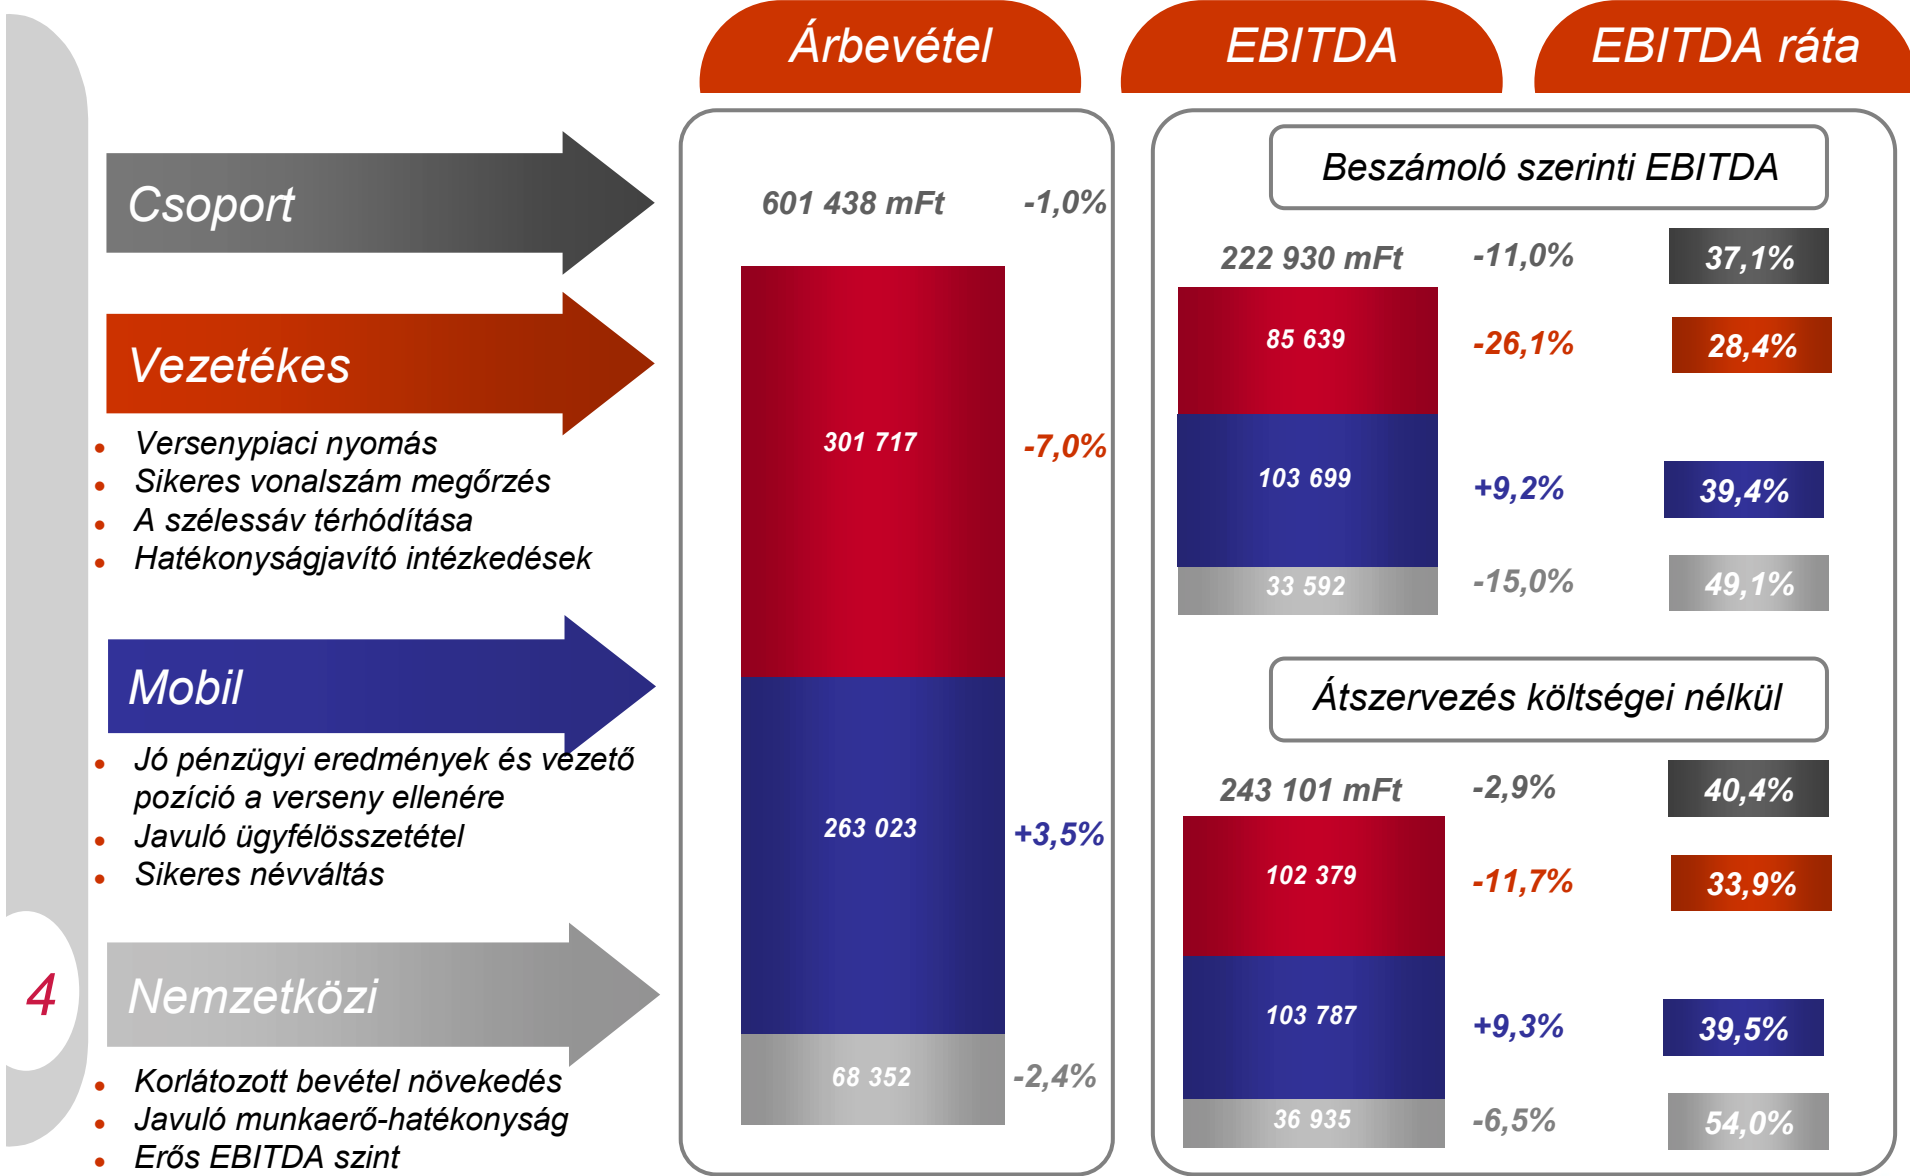 Árbevétel
EBITDA
EBITDA ráta
Csoport
Vezetékes
Versenypiaci nyomás
Sikeres vonalszám megőrzés
A szélessáv térhódítása
Hatékonyságjavító intézkedések
Mobil
Jó pénzügyi eredmények és vezető
pozíció a verseny ellenére
Javuló ügyfélösszetétel
Sikeres névváltás
Nemzetközi
Korlátozott bevétel növekedés
Javuló munkaerő-hatékonyság
Erős EBITDA szint
4
601 438 mFt -1,0%
301 717 -7,0%
263 023 +3,5%
68 352 -2,4%
Beszámoló szerinti EBITDA
222 930 mFt -11,0% 37,1%
85 639 -26,1% 28,4%
103 699 +9,2% 39,4%
33 592 -15,0% 49,1%
Átszervezés költségei nélkül
243 101 mFt -2,9% 40,4%
102 379 -11,7% 33,9%
103 787 +9,3% 39,5%
36 935 -6,5% 54,0%